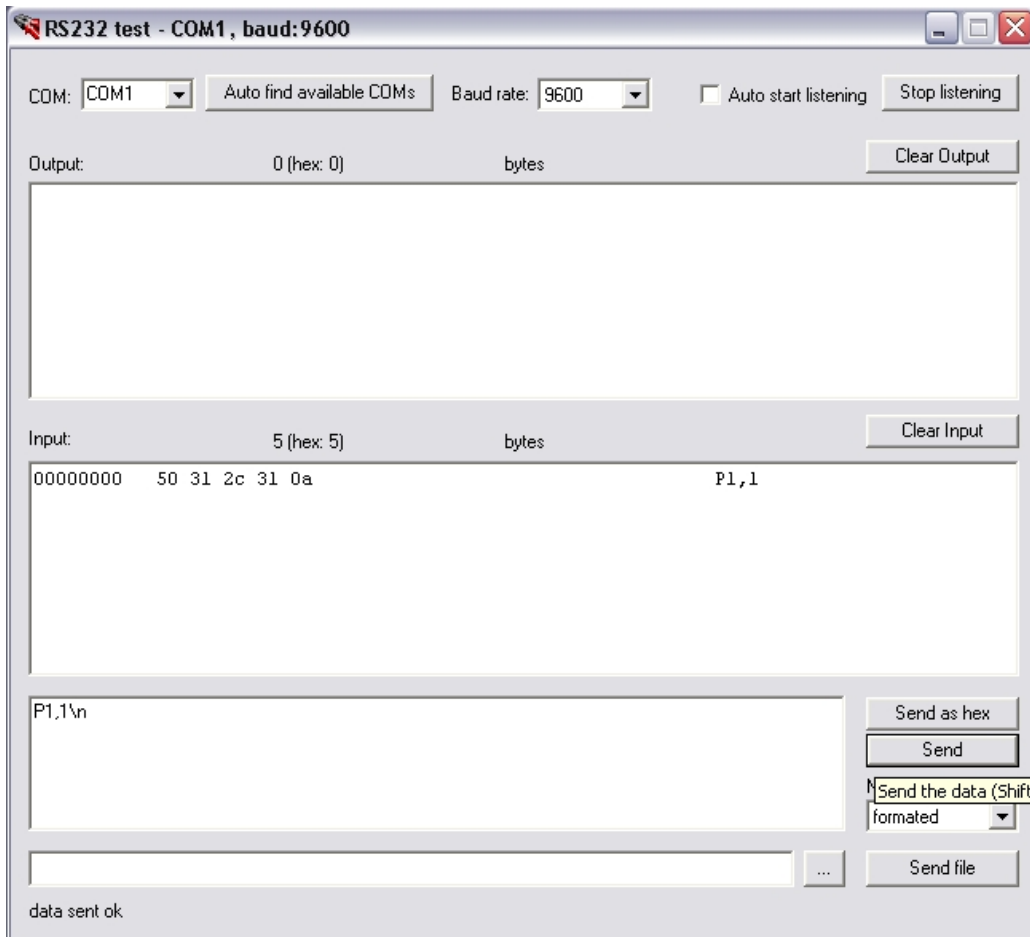 RS232 test - COM1, baud:9600
COM: COM1 Auto find available COMs Baud rate: 9600 Auto start listening Stop listening
Output: 0 (hex: 0) bytes Clear Output
Input: 5 (hex: 5) bytes Clear Input
00000000 50 31 2c 31 0a P1,1
P1,1\n
Send as hex
Send
Send the data (Shift
formated
... Send file
data sent ok